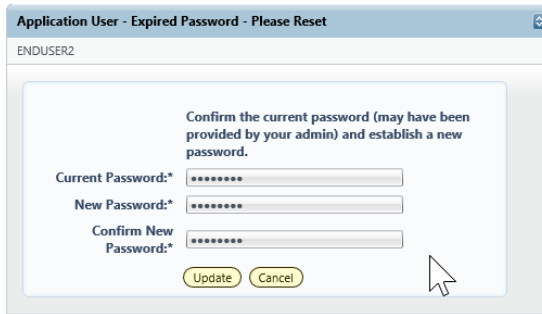 Application User - Expired Password - Please Reset
ENDUSER2
Confirm the current password (may have been
provided by your admin) and establish a new
password.
Current Password:* ••••••••
New Password:* ••••••••
Confirm New
Password:* ••••••••
Update Cancel